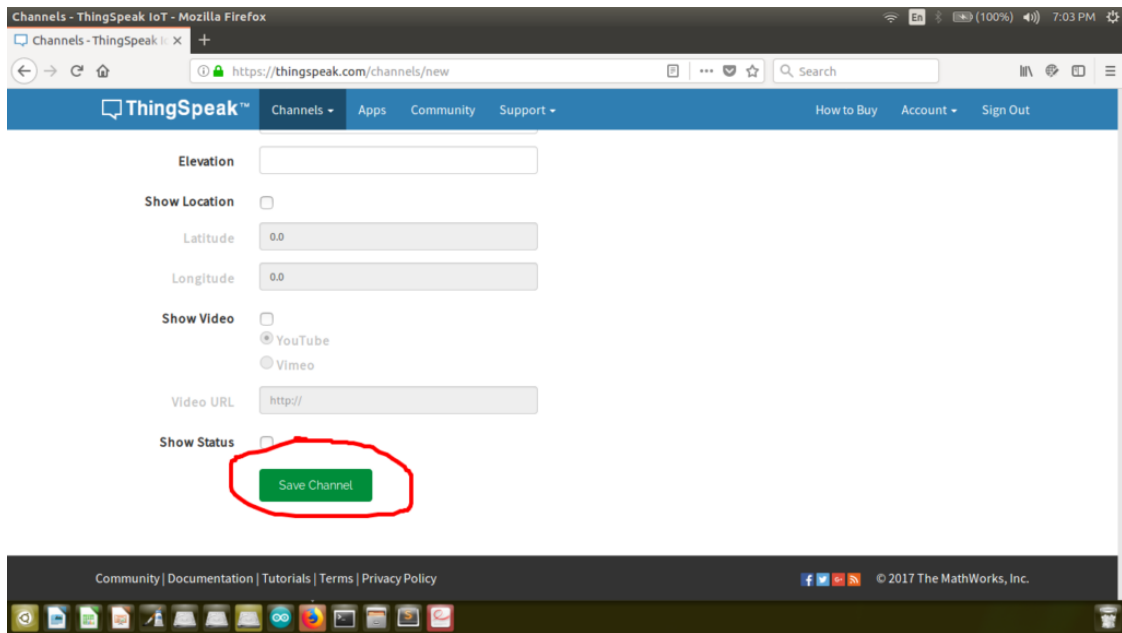 Channels - ThingSpeak IoT - Mozilla Firefox
En (100%) 7:03 PM
Channels - ThingSpeak Io
https://thingspeak.com/channels/new
Search
ThingSpeak™ Channels Apps Community Support How to Buy Account Sign Out
Elevation
Show Location
Latitude 0.0
Longitude 0.0
Show Video
YouTube
Vimeo
Video URL http://
Show Status
Save Channel
Community | Documentation | Tutorials | Terms | Privacy Policy © 2017 The MathWorks, Inc.